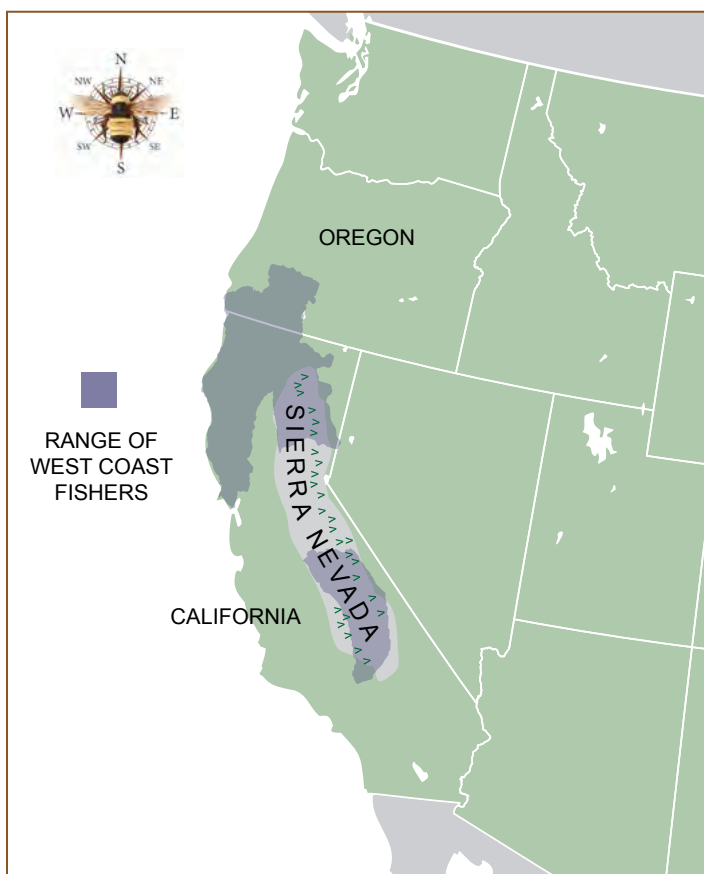 N
NW NE
W E
SW SE
S
OREGON
RANGE OF
WEST COAST
FISHERS
SIERRA NEVADA
CALIFORNIA